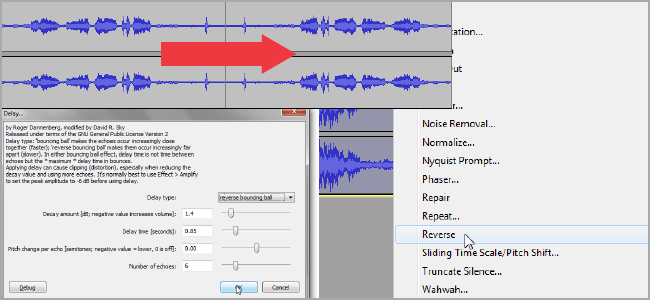 Delay...
by Roger Dannenberg, modified by David R. Sky
Released under terms of the GNU General Public License Version 2
Delay type: 'bouncing ball' makes the echoes occur increasingly close
together (faster); 'reverse bouncing ball' makes them occur increasingly far
apart (slower). In either bouncing ball effect, delay time is not time between
echoes but the * maximum * delay time in bounces.
Applying delay can cause clipping (distortion), especially when reducing the
decay value and using more echoes. It's normally best to use Effect > Amplify
to set the peak amplitude to -6 dB before using delay.
Delay type:
reverse bouncing ball
Decay amount [dB; negative value increases volume]:
1.4
Delay time [seconds]:
0.85
Pitch change per echo [semitones; negative value = lower, 0 is off]:
0.00
Number of echoes:
6
Debug
Cancel
Noise Removal...
Normalize...
Nyquist Prompt...
Phaser...
Repair
Repeat...
Reverse
Sliding Time Scale/Pitch Shift...
Truncate Silence...
Wahwah...